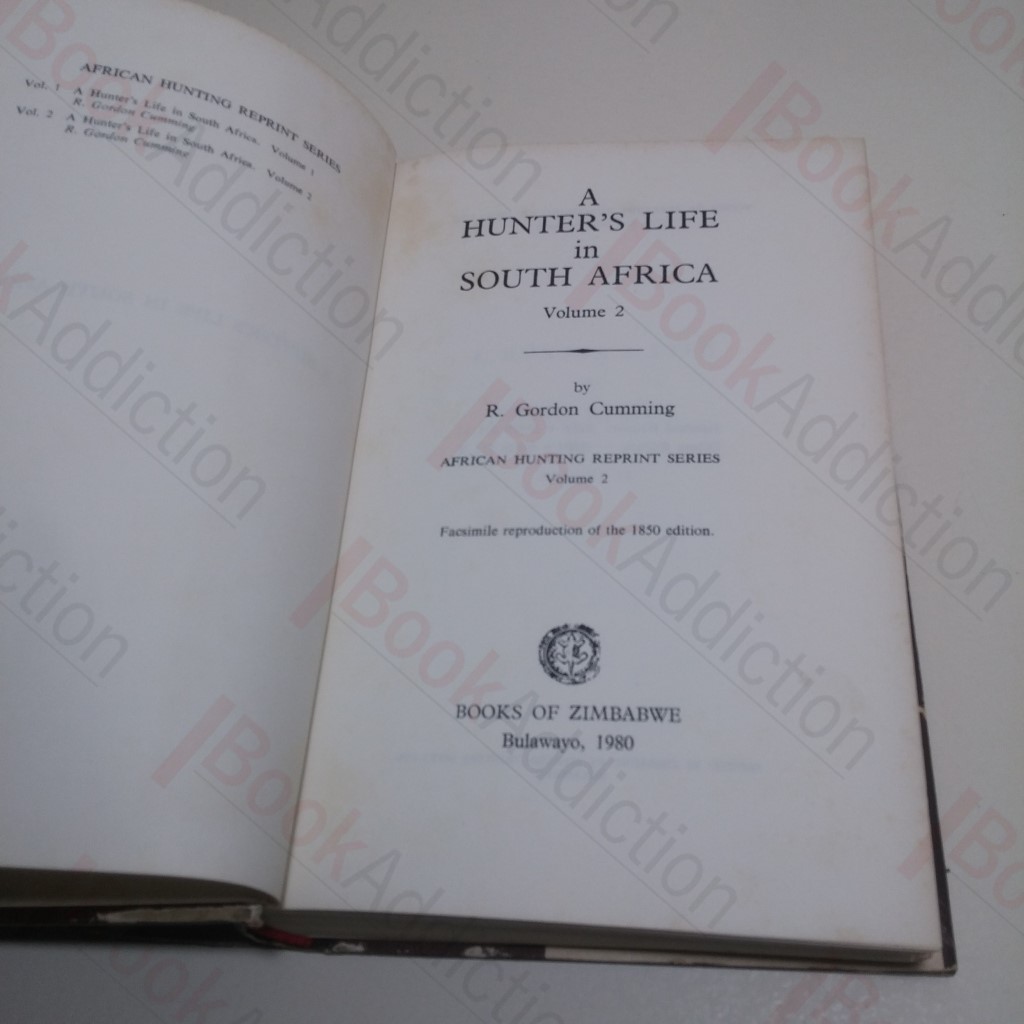 AFRICAN HUNTING REPRINT SERIES
Vol. 1 A Hunter's Life in South Africa. Volume 1
R. Gordon Cumming
Vol. 2 A Hunter's Life in South Africa. Volume 2
R. Gordon Cumming
A
HUNTER'S LIFE
in
SOUTH AFRICA
Volume 2
by
R. Gordon Cumming
AFRICAN HUNTING REPRINT SERIES
Volume 2
Facsimile reproduction of the 1850 edition.
BOOKS OF ZIMBABWE
Bulawayo, 1980
BookAddiction